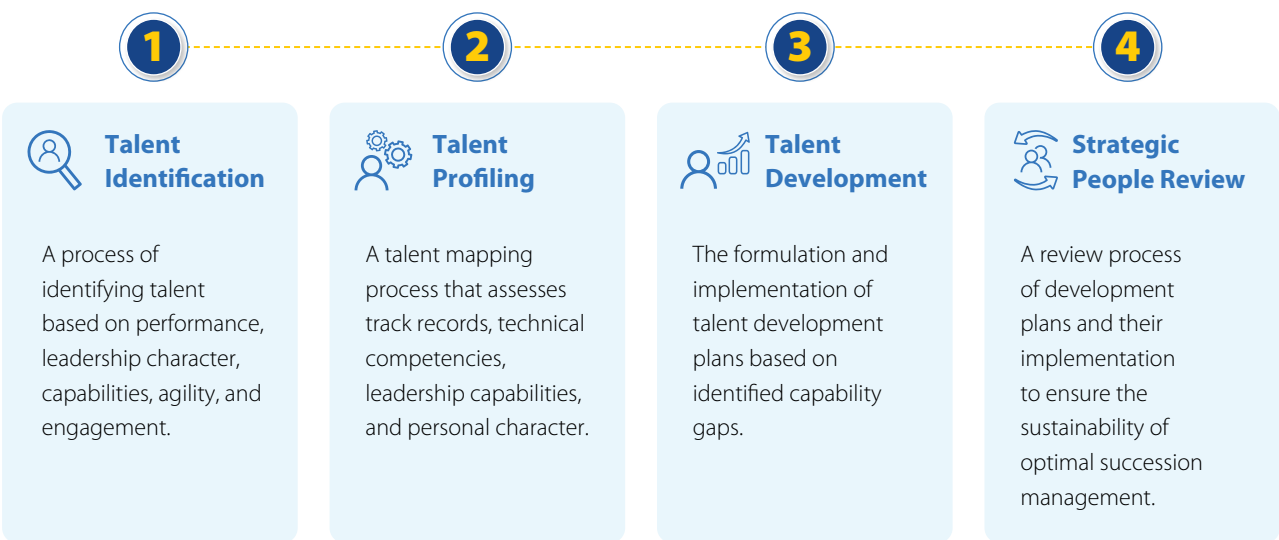 1
2
3
4
Talent
Identification
A process of
identifying talent
based on performance,
leadership character,
capabilities, agility, and
engagement.
Talent
Profiling
A talent mapping
process that assesses
track records, technical
competencies,
leadership capabilities,
and personal character.
Talent
Development
The formulation and
implementation of
talent development
plans based on
identified capability
gaps.
Strategic
People Review
A review process
of development
plans and their
implementation
to ensure the
sustainability of
optimal succession
management.